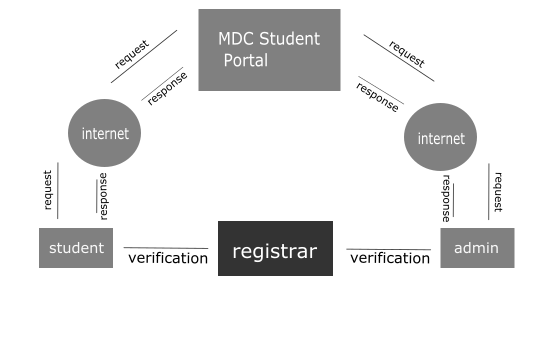 MDC Student
Portal
request
request
response
response
internet
internet
request
response
response
request
student
registrar
admin
verification
verification